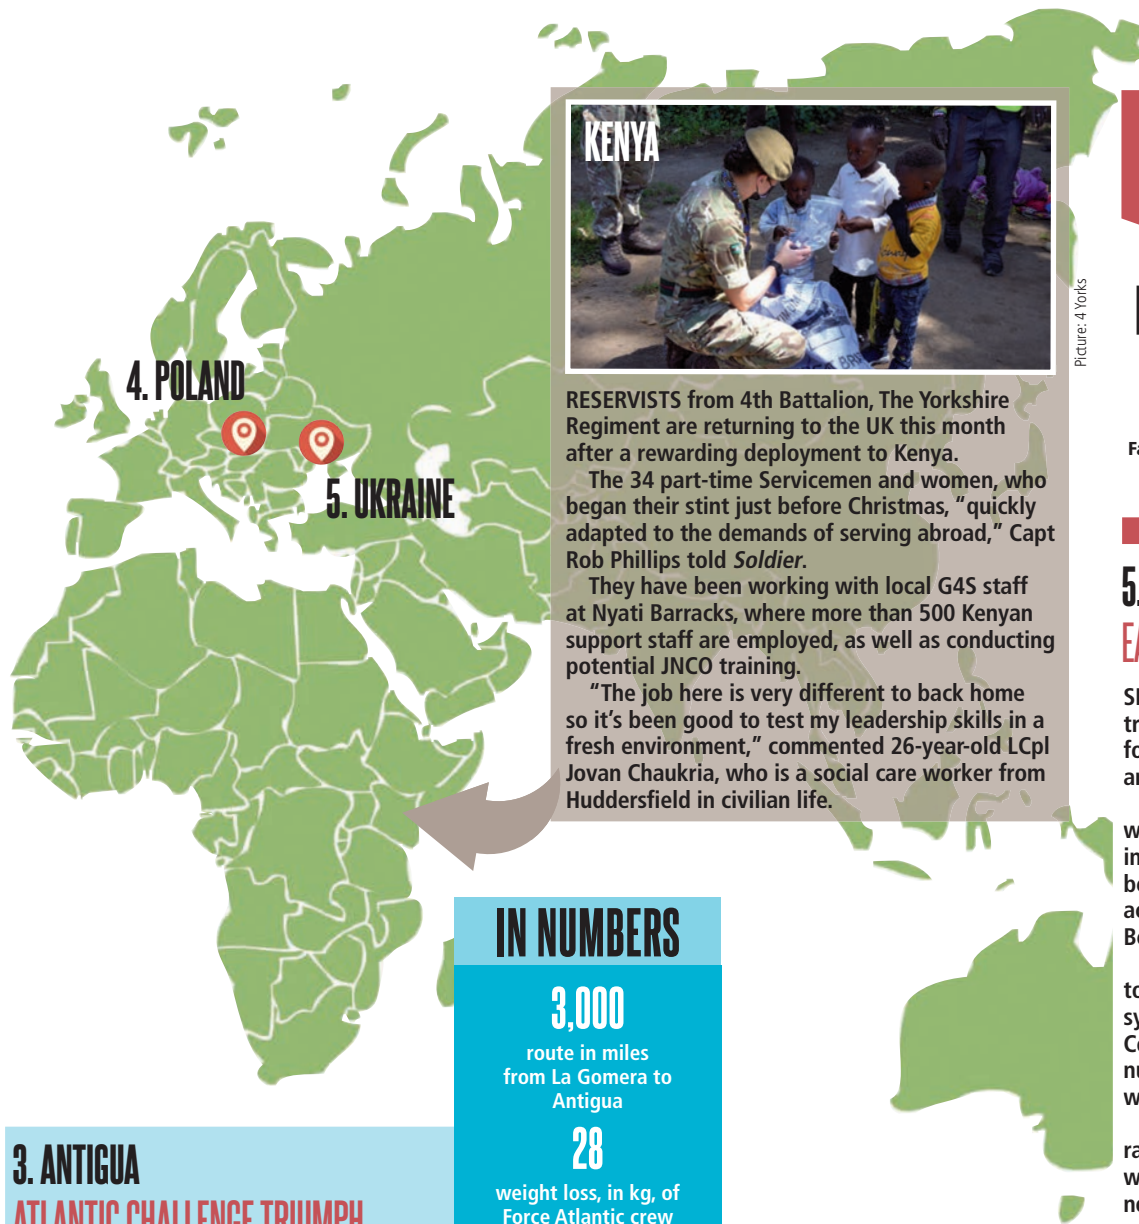 KENYA
Picture: 4 Yorks
RESERVISTS from 4th Battalion, The Yorkshire
Regiment are returning to the UK this month
after a rewarding deployment to Kenya.
The 34 part-time Servicemen and women, who
began their stint just before Christmas, “quickly
adapted to the demands of serving abroad,” Capt
Rob Phillips told Soldier.
They have been working with local G4S staff
at Nyati Barracks, where more than 500 Kenyan
support staff are employed, as well as conducting
potential JNCO training.
“The job here is very different to back home
so it’s been good to test my leadership skills in a
fresh environment,” commented 26-year-old LCpl
Jovan Chaukria, who is a social care worker from
Huddersfield in civilian life.
4. POLAND
5. UKRAINE
IN NUMBERS
3,000
route in miles
from La Gomera to
Antigua
28
weight loss, in kg, of
Force Atlantic crew
3. ANTIGUA
ATLANTIC CHALLENGE TRIUMPH
5.